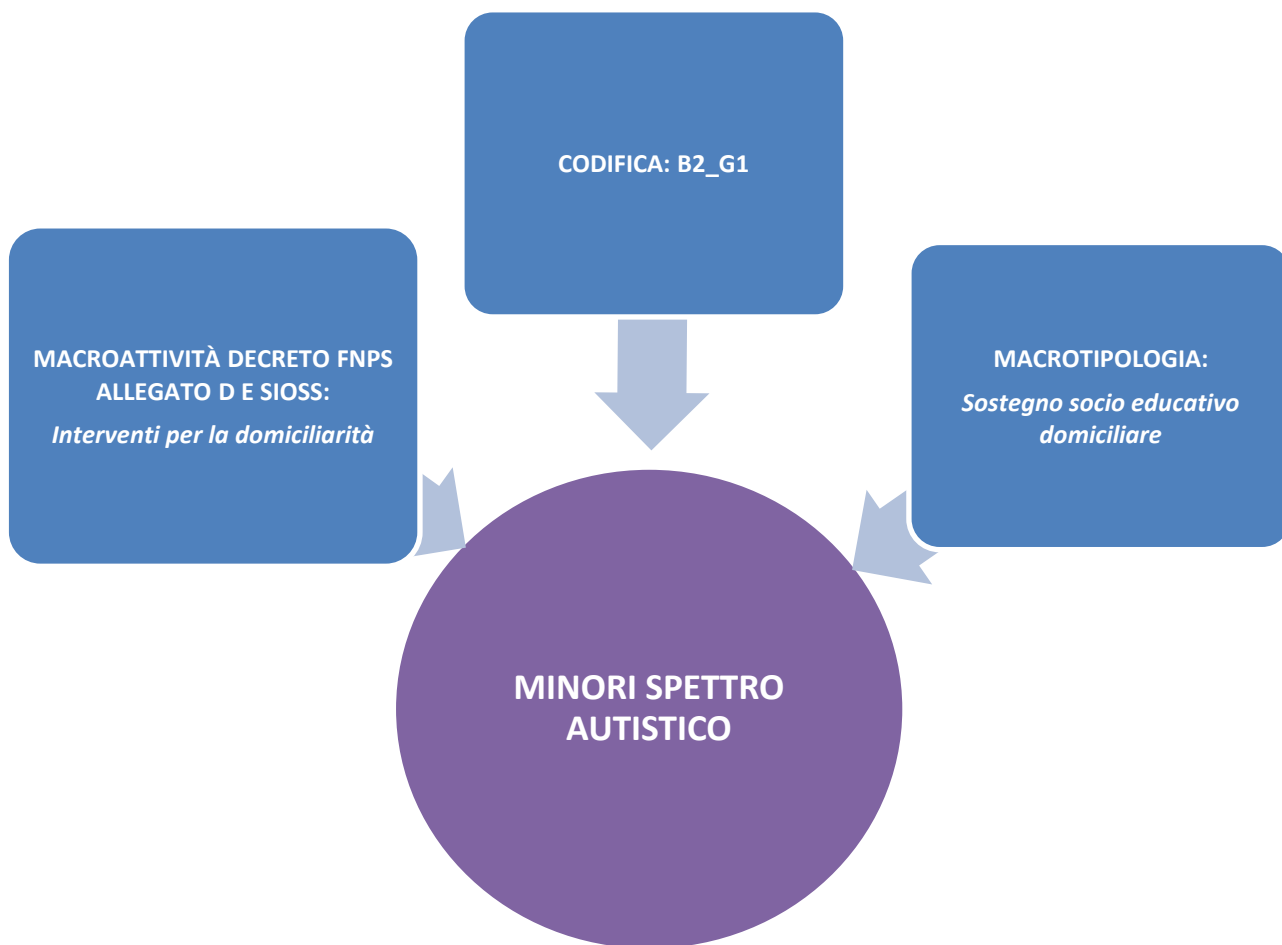 CODIFICA: B2_G1
MACROATTIVITÀ DECRETO FNPS
ALLEGATO D E SIOSS:
Interventi per la domiciliarità
MACROTIPOLOGIA:
Sostegno socio educativo
domiciliare
MINORI SPETTRO
AUTISTICO